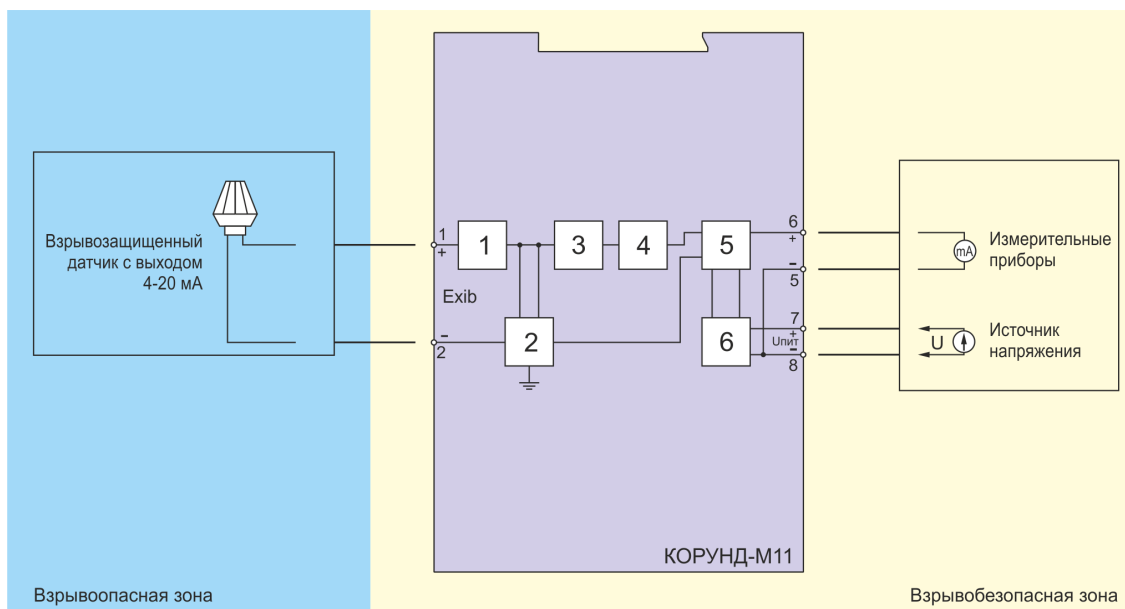 Взрывозащищенный
датчик с выходом
4-20 мА
1
+
Exib
-
2
1
3
4
5
2
6
6
+
-
5
7
+
Uпит
-
8
mA
Измерительные
приборы
U
Источник
напряжения
КОРУНД-М11
Взрывоопасная зона
Взрывобезопасная зона